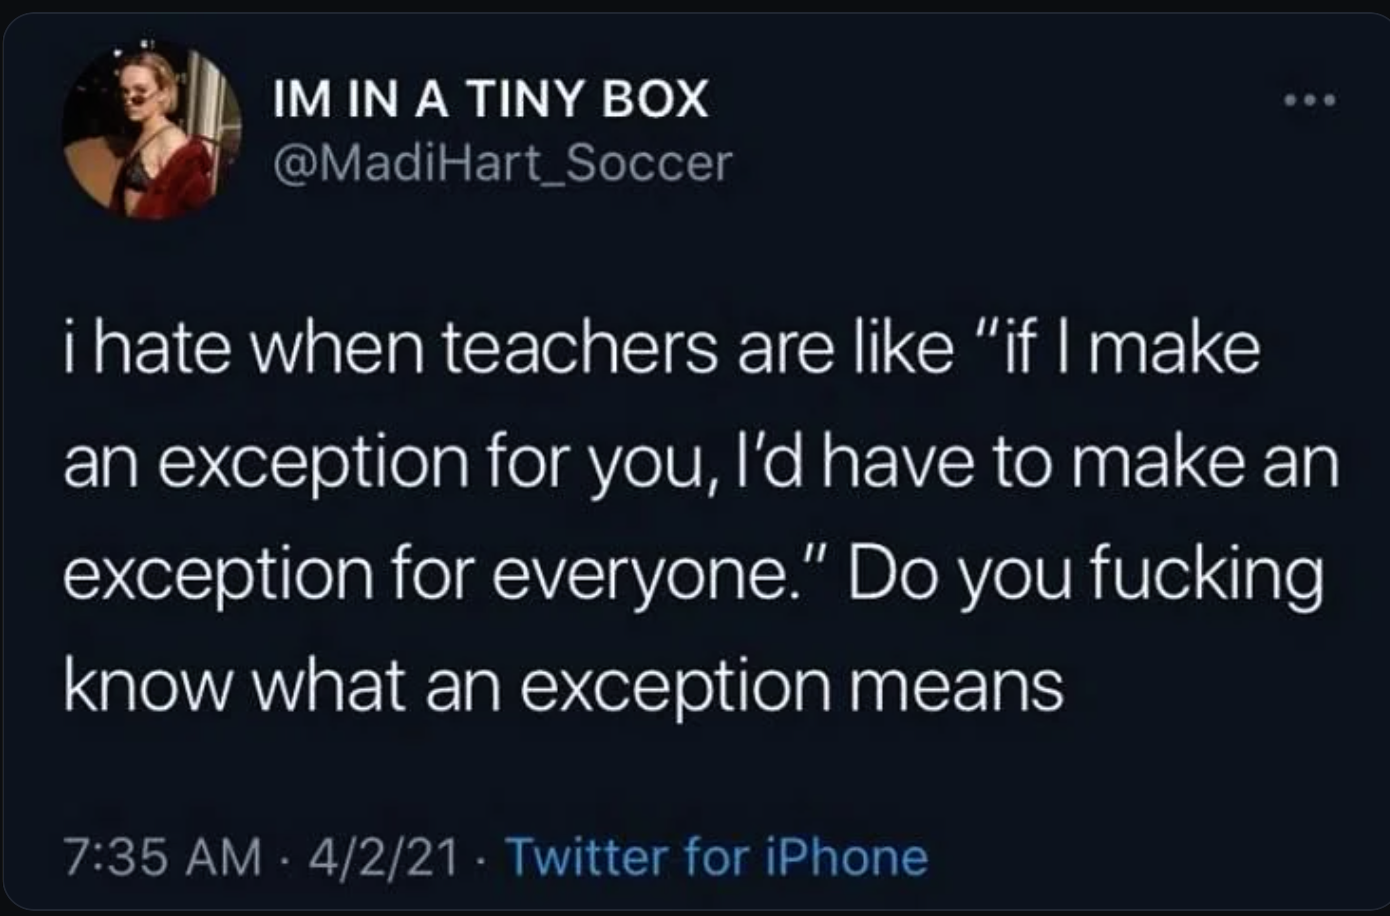 IM IN A TINY BOX
@MadiHart_Soccer
i hate when teachers are like “if I make
an exception for you, I’d have to make an
exception for everyone.” Do you fucking
know what an exception means
7:35 AM · 4/2/21 · Twitter for iPhone